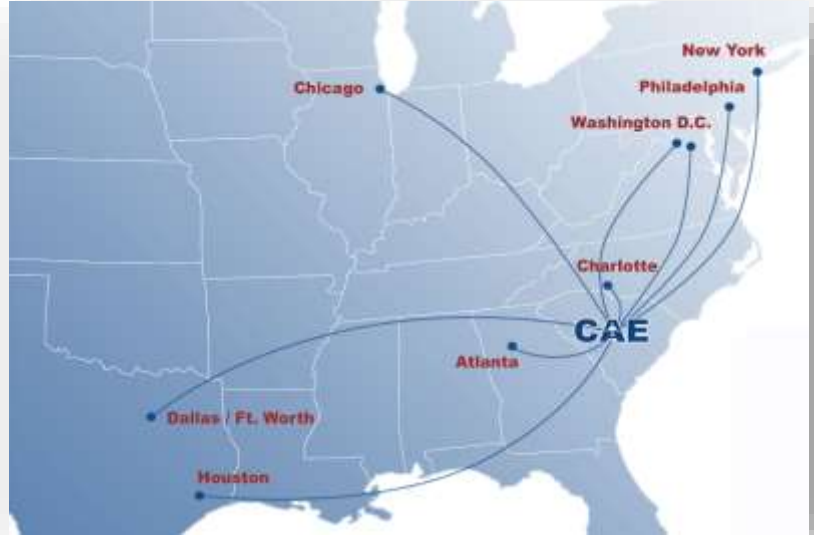 New York
Chicago
Philadelphia
Washington D.C.
Charlotte
CAE
Atlanta
Dallas / Ft. Worth
Houston